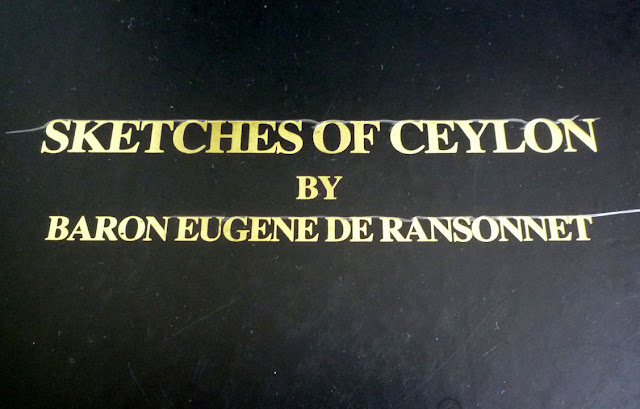 SKETCHES OF CEYLON
BY
BARON EUGENE DE RANSONNET